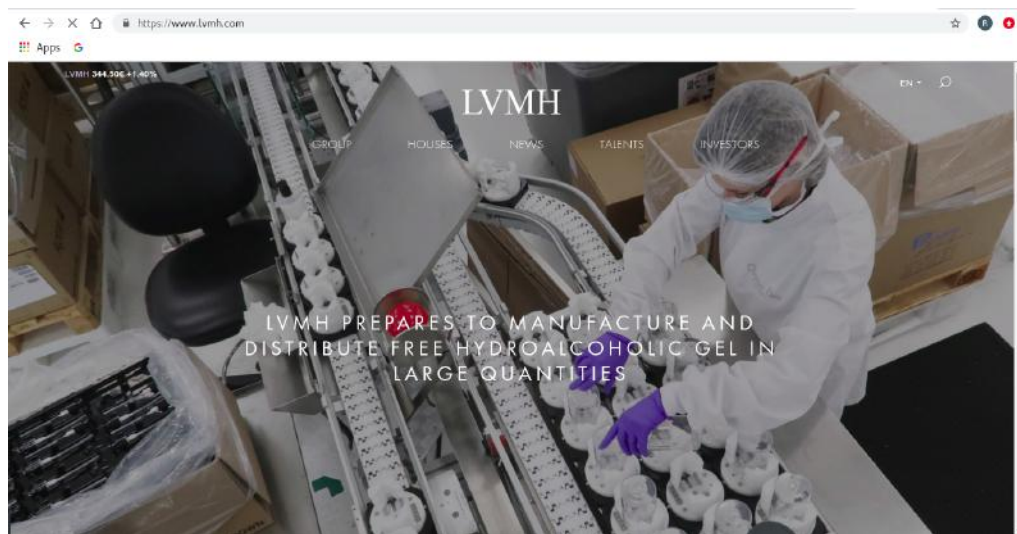 https://www.lvmh.com
Apps
LVMH 344.50€ +1.40%
EN
LVMH
GROUP HOUSES NEWS TALENTS INVESTORS
LVMH PREPARES TO MANUFACTURE AND
DISTRIBUTE FREE HYDROALCOHOLIC GEL IN
LARGE QUANTITIES